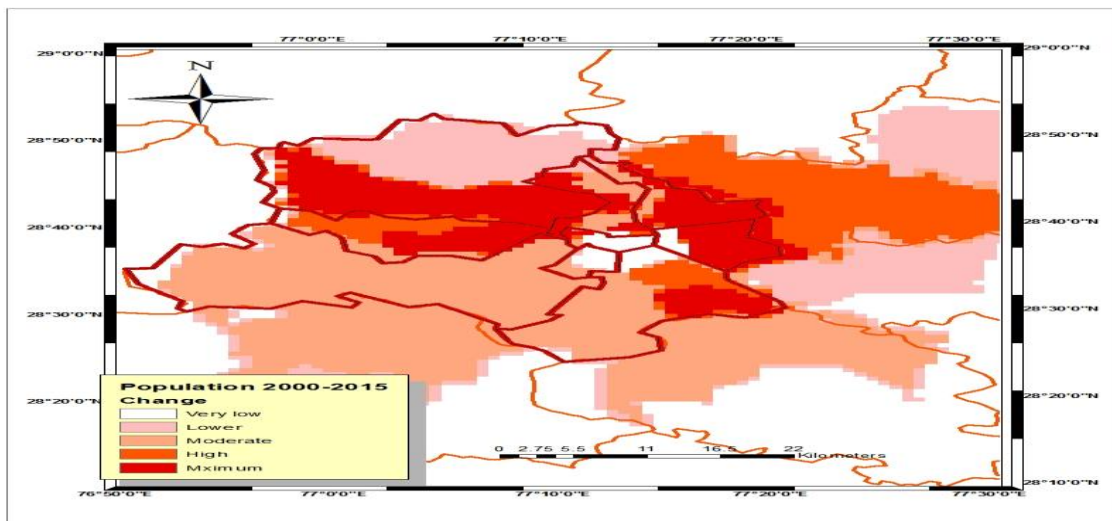 77°0'0"E 77°10'0"E 77°20'0"E 77°30'0"E
29°0'0"N 29°0'0"N
N
28°50'0"N 28°50'0"N
28°40'0"N 28°40'0"N
28°30'0"N 28°30'0"N
Population 2000-2015
Change
Very low
Lower
Moderate
High
Mximum
28°20'0"N 28°20'0"N
0 2.75 5.5 11 16.5 22
Kilometers
28°10'0"N
76°50'0"E 77°0'0"E 77°10'0"E 77°20'0"E 77°30'0"E